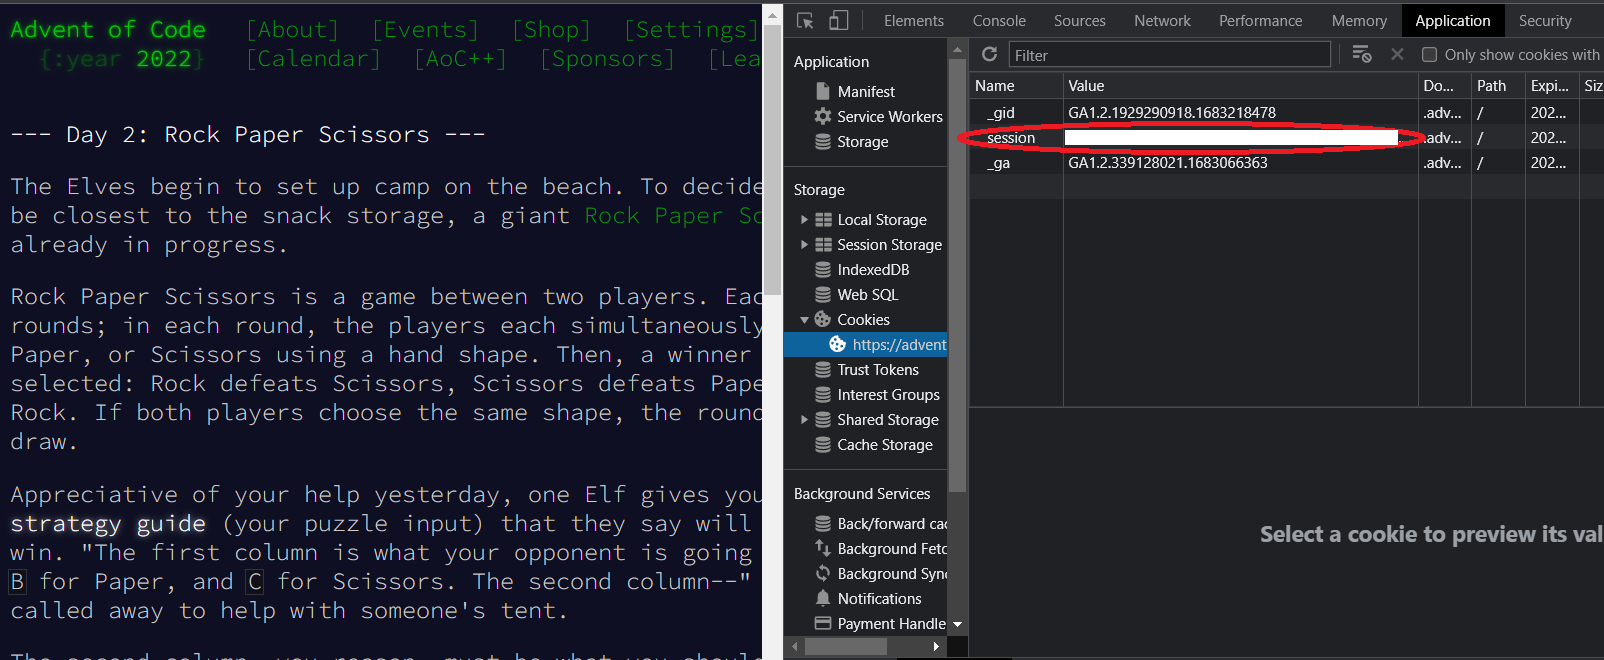 Advent of Code [About] [Events] [Shop] [Settings]
{:year 2022} [Calendar] [AoC++] [Sponsors] [Lea
--- Day 2: Rock Paper Scissors ---
The Elves begin to set up camp on the beach. To decide
be closest to the snack storage, a giant Rock Paper Sc
already in progress.
Rock Paper Scissors is a game between two players. Eac
rounds; in each round, the players each simultaneously
Paper, or Scissors using a hand shape. Then, a winner
selected: Rock defeats Scissors, Scissors defeats Pape
Rock. If both players choose the same shape, the round
draw.
Appreciative of your help yesterday, one Elf gives you
strategy guide (your puzzle input) that they say will
win. "The first column is what your opponent is going
B for Paper, and C for Scissors. The second column--"
called away to help with someone's tent.
Elements Console Sources Network Performance Memory Application Security
Application
Manifest
Service Workers
Storage
Storage
Local Storage
Session Storage
IndexedDB
Web SQL
Cookies
https://advent
Trust Tokens
Interest Groups
Shared Storage
Cache Storage
Background Services
Back/forward cac
Background Fetc
Background Sync
Notifications
Payment Handle
Filter Only show cookies with
Name Value Do... Path Expi... Siz
_gid GA1.2.1929290918.1683218478 .adv... / 202...
session .adv... / 202...
_ga GA1.2.339128021.1683066363 .adv... / 202...
Select a cookie to preview its val